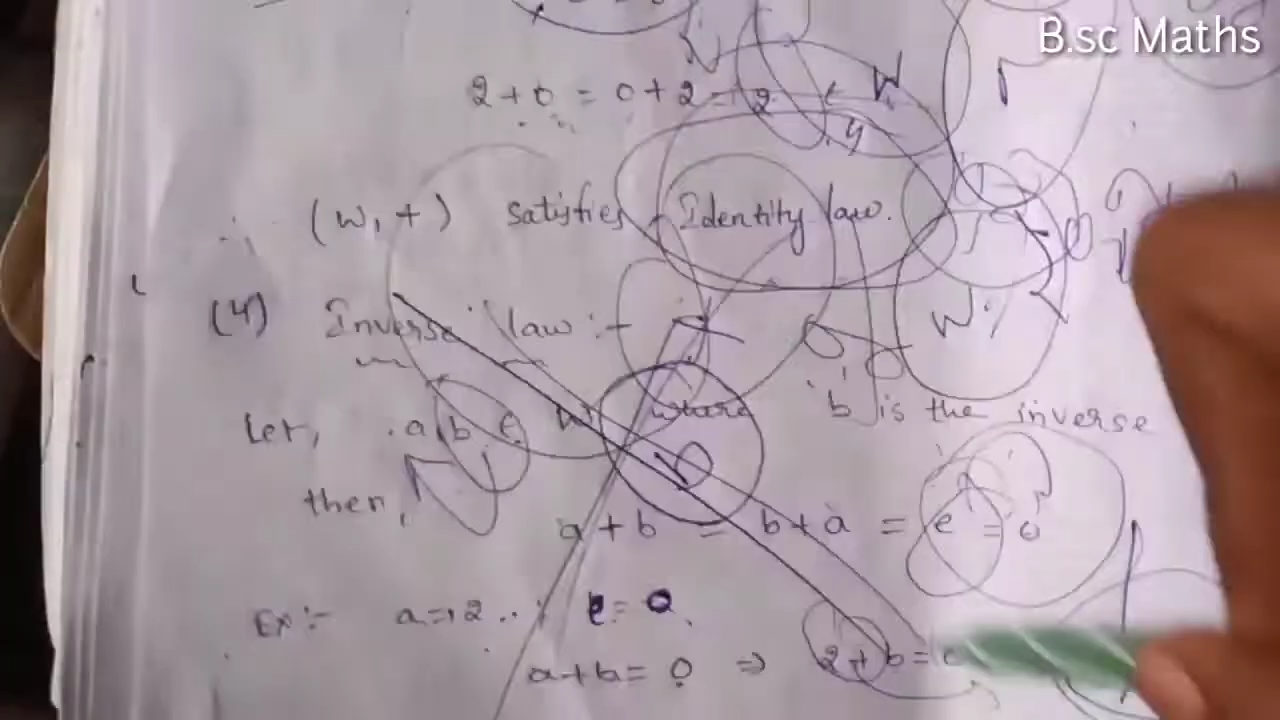 B.sc Maths
2 + 0 = 0 + 2 = 2 ∈ W
∴ (W, +) satisfies Identity law.
(4) Inverse law :-
W.
Let, a, b ∈ W where 'b' is the inverse
then,
a + b = b + a = e = 0
Ex :- a = 2 .. ; e = 0
a + b = 0 ⇒ 2 + b =